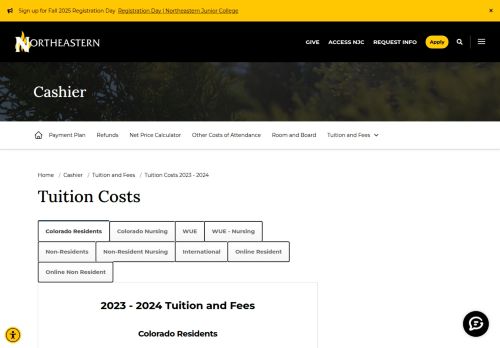 Sign up for Fall 2025 Registration Day Registration Day | Northeastern Junior College ×
NORTHEASTERN GIVE ACCESS NJC REQUEST INFO Apply
Cashier
Payment Plan Refunds Net Price Calculator Other Costs of Attendance Room and Board Tuition and Fees
Home / Cashier / Tuition and Fees / Tuition Costs 2023 - 2024
Tuition Costs
Colorado Residents Colorado Nursing WUE WUE - Nursing
Non-Residents Non-Resident Nursing International Online Resident
Online Non Resident
2023 - 2024 Tuition and Fees
Colorado Residents